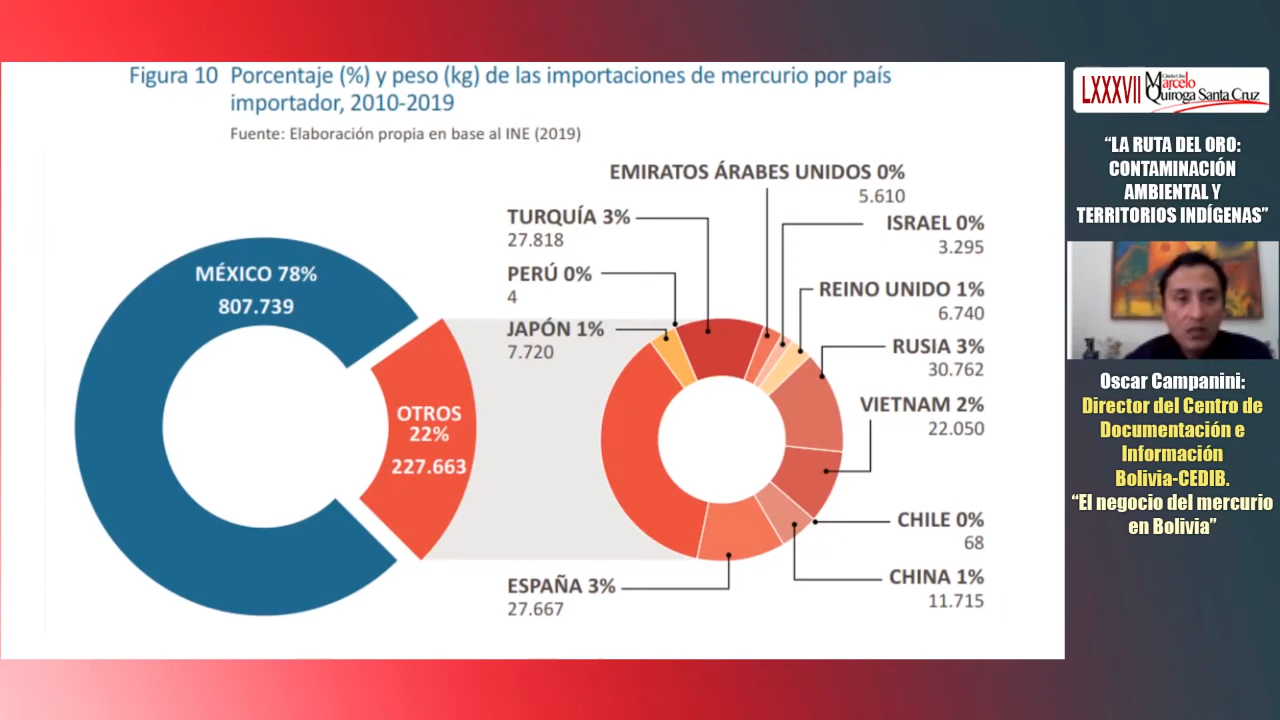 Figura 10 Porcentaje (%) y peso (kg) de las importaciones de mercurio por país
importador, 2010-2019
Fuente: Elaboración propia en base al INE (2019)
MÉXICO 78%
807.739
OTROS
22%
227.663
EMIRATOS ÁRABES UNIDOS 0%
5.610
TURQUÍA 3%
27.818
PERÚ 0%
4
JAPÓN 1%
7.720
ESPAÑA 3%
27.667
ISRAEL 0%
3.295
REINO UNIDO 1%
6.740
RUSIA 3%
30.762
VIETNAM 2%
22.050
CHILE 0%
68
CHINA 1%
11.715
LXXXVII
Marcelo
Quiroga Santa Cruz
“LA RUTA DEL ORO:
CONTAMINACIÓN
AMBIENTAL Y
TERRITORIOS INDÍGENAS”
Oscar Campanini:
Director del Centro de
Documentación e
Información
Bolivia-CEDIB.
“El negocio del mercurio
en Bolivia”